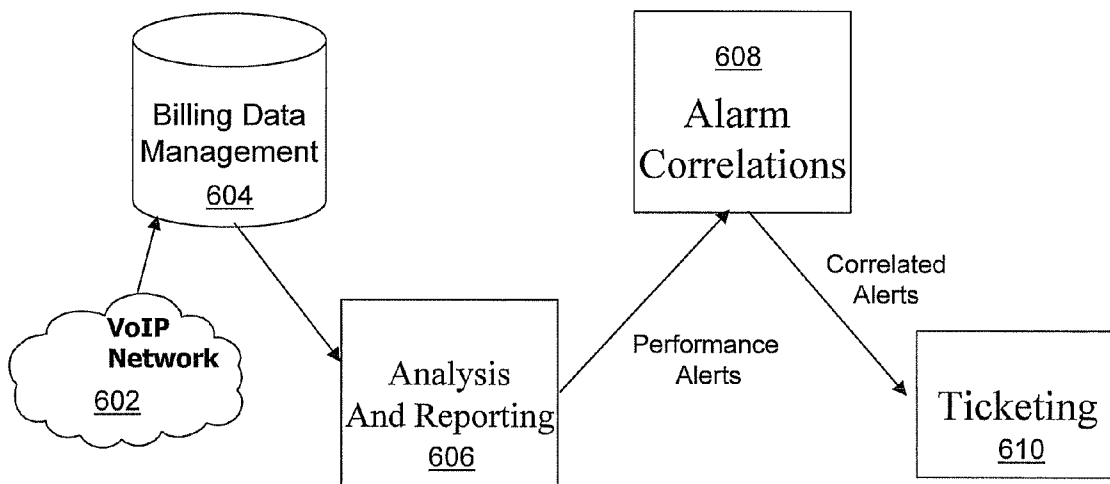 Billing Data
Management
604
VoIP
Network
602
Analysis
And Reporting
606
Performance
Alerts
608
Alarm
Correlations
Correlated
Alerts
Ticketing
610